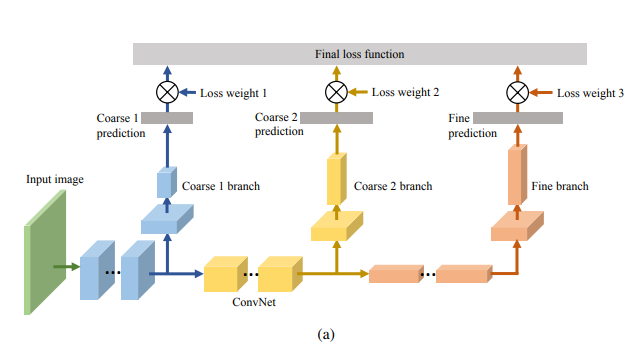 Final loss function
Loss weight 1
Loss weight 2
Loss weight 3
Coarse 1
prediction
Coarse 2
prediction
Fine
prediction
Input image
Coarse 1 branch
Coarse 2 branch
Fine branch
...
...
...
ConvNet
(a)